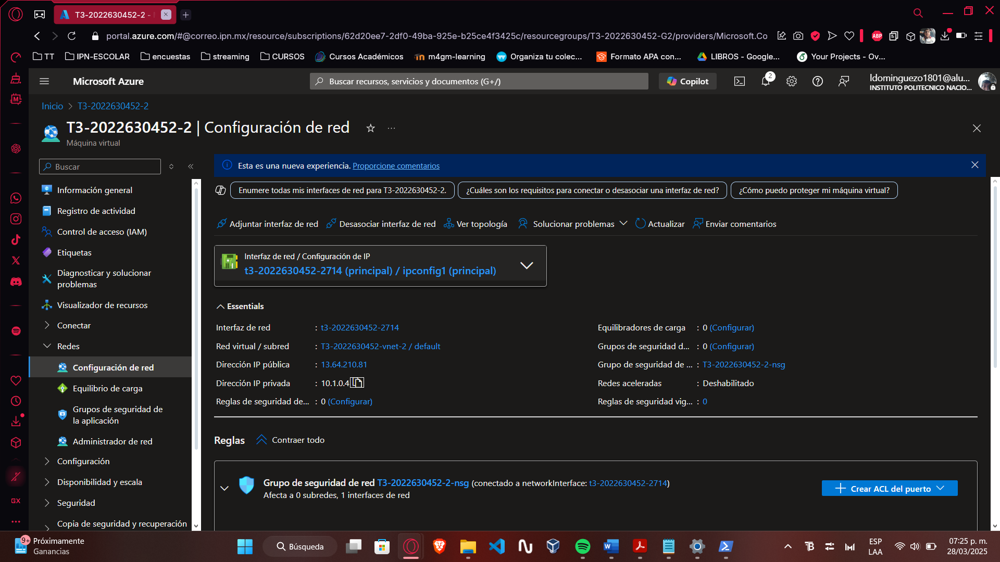 T3-2022630452-2 -
portal.azure.com/#@correo.ipn.mx/resource/subscriptions/62d20ee7-2df0-49ba-925e-b25ce4f3425c/resourcegroups/T3-2022630452-G2/providers/Microsoft.Co
ABP
TT
IPN-ESCOLAR
encuestas
streaming
CURSOS
Cursos Académicos
m4gm-learning
Organiza tu colec...
Formato APA con...
LIBROS - Google...
Your Projects - Ov...
Microsoft Azure
Buscar recursos, servicios y documentos (G+/)
Copilot
2
ldominguezo1801@alu...
INSTITUTO POLITECNICO NACIO...
Inicio > T3-2022630452-2
T3-2022630452-2 | Configuración de red
Máquina virtual
Buscar
Información general
Registro de actividad
Control de acceso (IAM)
Etiquetas
Diagnosticar y solucionar
problemas
Visualizador de recursos
Conectar
Redes
Configuración de red
Equilibrio de carga
Grupos de seguridad de
la aplicación
Administrador de red
Configuración
Disponibilidad y escala
Seguridad
Copia de seguridad y recuperación
GX
Esta es una nueva experiencia. Proporcione comentarios
Enumere todas mis interfaces de red para T3-2022630452-2.
¿Cuáles son los requisitos para conectar o desasociar una interfaz de red?
¿Cómo puedo proteger mi máquina virtual?
Adjuntar interfaz de red
Desasociar interfaz de red
Ver topología
Solucionar problemas
Actualizar
Enviar comentarios
Interfaz de red / Configuración de IP
t3-2022630452-2714 (principal) / ipconfig1 (principal)
Essentials
Interfaz de red : t3-2022630452-2714
Red virtual / subred : T3-2022630452-vnet-2 / default
Dirección IP pública : 13.64.210.81
Dirección IP privada : 10.1.0.4
Reglas de seguridad de... : 0 (Configurar)
Equilibradores de carga : 0 (Configurar)
Grupos de seguridad d... : 0 (Configurar)
Grupo de seguridad de ... : T3-2022630452-2-nsg
Redes aceleradas : Deshabilitado
Reglas de seguridad vig... : 0
Reglas
Contraer todo
Grupo de seguridad de red T3-2022630452-2-nsg (conectado a networkInterface: t3-2022630452-2714)
Afecta a 0 subredes, 1 interfaces de red
Crear ACL del puerto
9+
Próximamente
Ganancias
Búsqueda
ESP
LAA
07:25 p. m.
28/03/2025